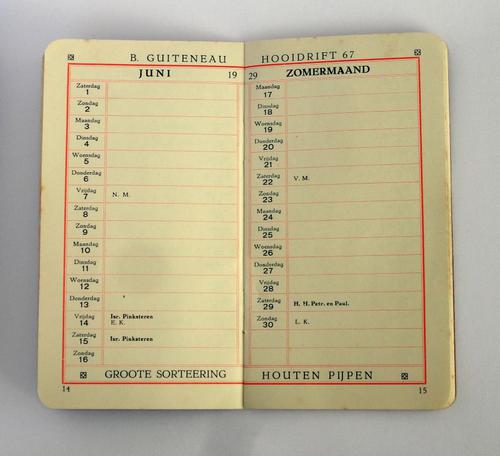 B. GUITENEAU
JUNI 19
Zaterdag
1
Zondag
2
Maandag
3
Dinsdag
4
Woensdag
5
Donderdag
6
Vrijdag
7 N. M.
Zaterdag
8
Zondag
9
Maandag
10
Dinsdag
11
Woensdag
12
Donderdag
13
Vrijdag Isr. Pinksteren
14 E. K.
Zaterdag
15 Isr. Pinksteren
Zondag
16
GROOTE SORTEERING
14
HOOIDRIFT 67
29 ZOMERMAAND
Maandag
17
Dinsdag
18
Woensdag
19
Donderdag
20
Vrijdag
21
Zaterdag
22 V. M.
Zondag
23
Maandag
24
Dinsdag
25
Woensdag
26
Donderdag
27
Vrijdag
28
Zaterdag
29 H. H. Petr. en Paul.
Zondag
30 L. K.
HOUTEN PIJPEN
15